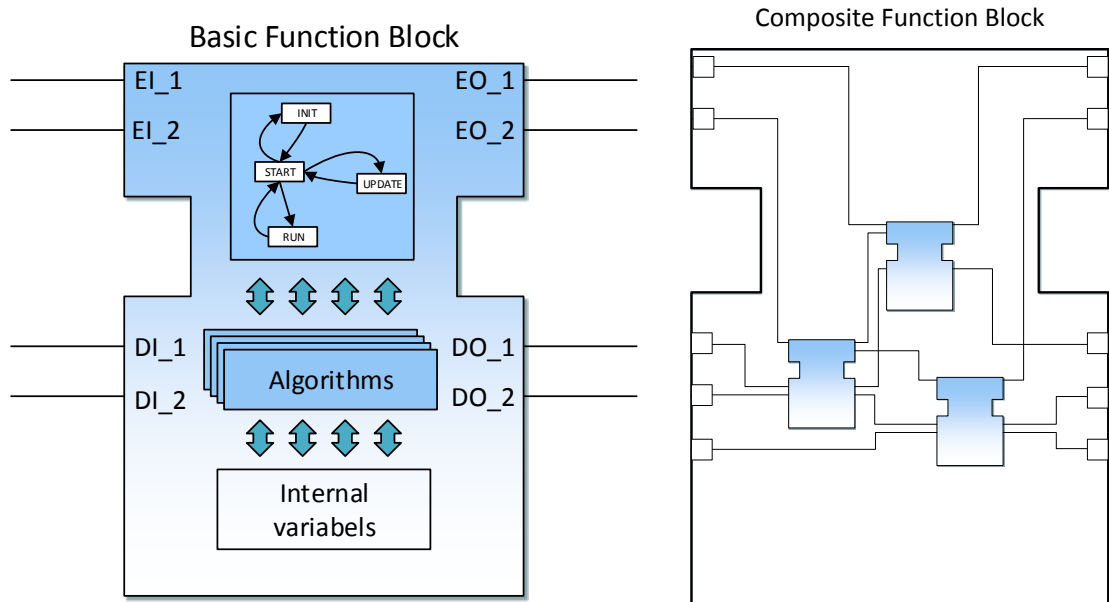 Basic Function Block
Composite Function Block
EI_1
EO_1
EI_2
EO_2
INIT
START
UPDATE
RUN
DI_1
DO_1
DI_2
DO_2
Algorithms
Internal
variabels